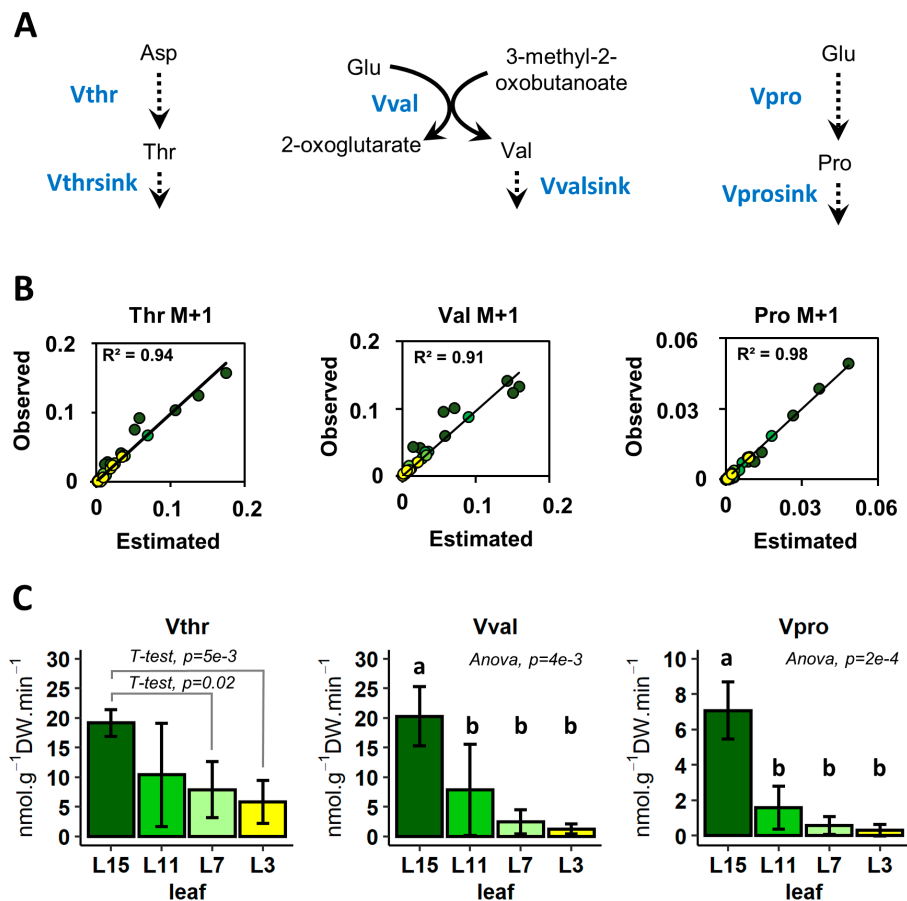 A
Asp
Vthr
Thr
Vthrsink
Glu
3-methyl-2-
oxobutanoate
Vval
2-oxoglutarate
Val
Vvalsink
Glu
Vpro
Pro
Vprosink
B
Thr M+1
R² = 0.94
Observed
0.2
0.1
0
0
0.1
0.2
Estimated
Val M+1
R² = 0.91
Observed
0.2
0.1
0
0
0.1
0.2
Estimated
Pro M+1
R² = 0.98
Observed
0.06
0.03
0
0
0.03
0.06
Estimated
C
Vthr
T-test, p=5e-3
T-test, p=0.02
nmol.g⁻¹DW.min⁻¹
30
25
20
15
10
5
0
L15 L11 L7 L3
leaf
Vval
Anova, p=4e-3
a
b b b
nmol.g⁻¹DW.min⁻¹
30
25
20
15
10
5
0
L15 L11 L7 L3
leaf
Vpro
Anova, p=2e-4
a
b b b
nmol.g⁻¹DW.min⁻¹
10
8
6
4
2
0
L15 L11 L7 L3
leaf